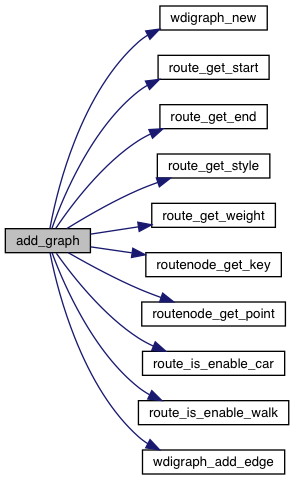 wdigraph_new
route_get_start
route_get_end
route_get_style
route_get_weight
add_graph
routenode_get_key
routenode_get_point
route_is_enable_car
route_is_enable_walk
wdigraph_add_edge